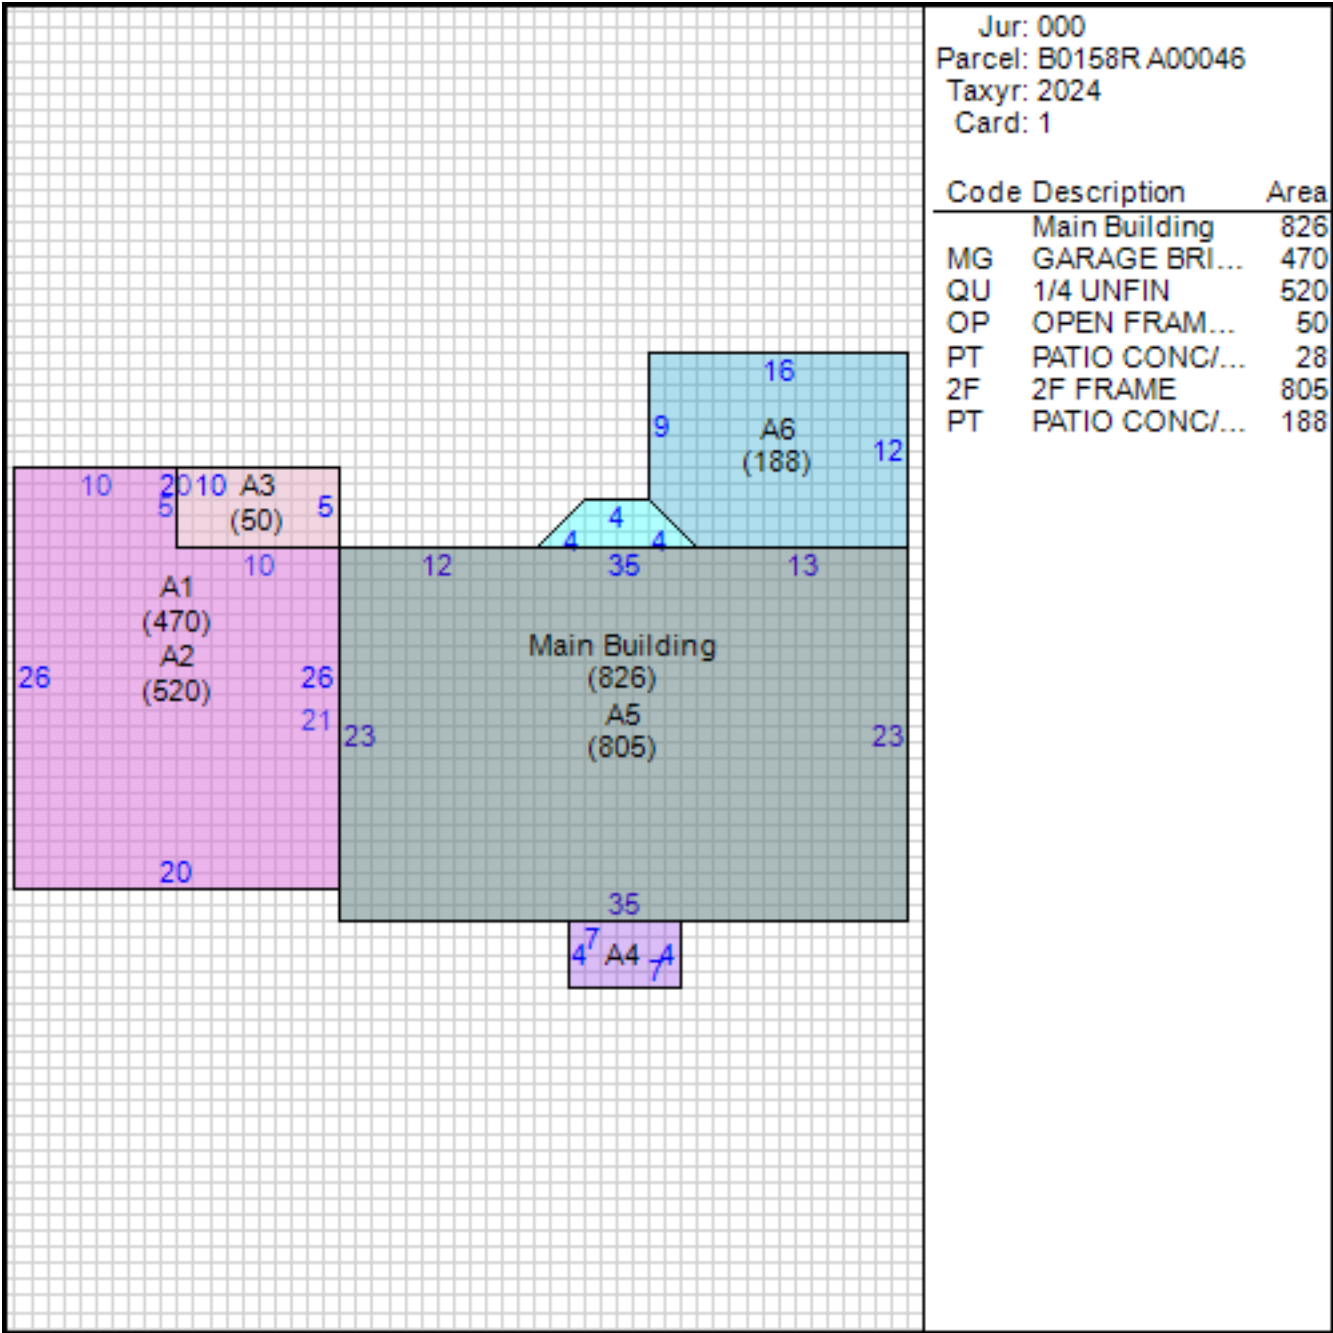 Jur: 000
Parcel: B0158R A00046
Taxyr: 2024
Card: 1
Code Description Area
Main Building 826
MG GARAGE BRI... 470
QU 1/4 UNFIN 520
OP OPEN FRAM... 50
PT PATIO CONC/... 28
2F 2F FRAME 805
PT PATIO CONC/... 188
16
9 A6 12
(188)
10 20 10 A3
5 (50) 5
10
4
4 4
12 35 13
A1
(470)
A2
(520)
26 26
21
Main Building
(826)
A5
(805)
23 23
20
35
7
4 A4 4
7